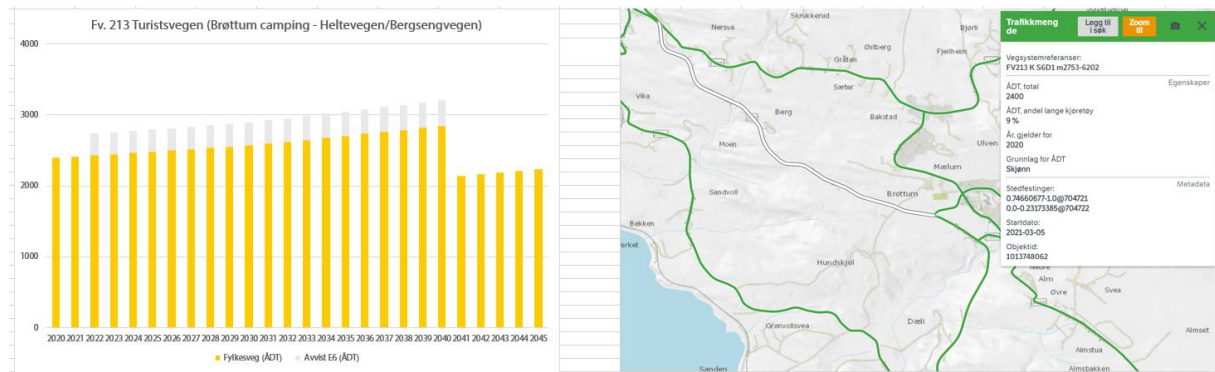 Fv. 213 Turistsvegen (Brøttum camping - Heltevegen/Bergsengvegen)
4000
3000
2000
1000
0
2020 2021 2022 2023 2024 2025 2026 2027 2028 2029 2030 2031 2032 2033 2034 2035 2036 2037 2038 2039 2040 2041 2042 2043 2044 2045
Fylkesveg (ÅDT) Avvist E6 (ÅDT)
Skrukkerud
Nersva
Bjørli
Østberg
Fjellheim
Gråten
Sæter
Vika
Berg
Bakstad
Moen
Ulven
Mælum
Sandvoll
Brøttum
Bekken
Hundskjøl
Alm
Øvre
Svea
Grønvollsvea
Dæli
Almset
Almstua
Sanden
Almsbakken
Trafikkmeng
de
Legg til
i søk
Zoom
til
Vegsystemreferanser:
FV213 K S6D1 m2753-6202
Egenskaper
ÅDT, total
2400
ÅDT, andel lange kjøretøy
9 %
År, gjelder for
2020
Grunnlag for ÅDT
Skjønn
Metadata
Stedfestinger:
0.74660677-1.0@704721
0.0-0.23173385@704722
Startdato:
2021-03-05
Objektid:
1013748062